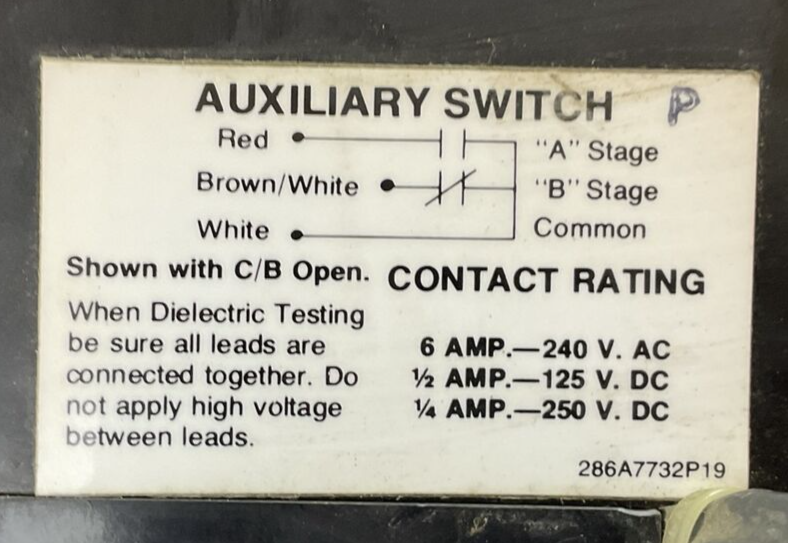 AUXILIARY SWITCH P
Red "A" Stage
Brown/White "B" Stage
White Common
Shown with C/B Open.
CONTACT RATING
When Dielectric Testing
be sure all leads are
connected together. Do
not apply high voltage
between leads.
6 AMP.—240 V. AC
½ AMP.—125 V. DC
¼ AMP.—250 V. DC
286A7732P19